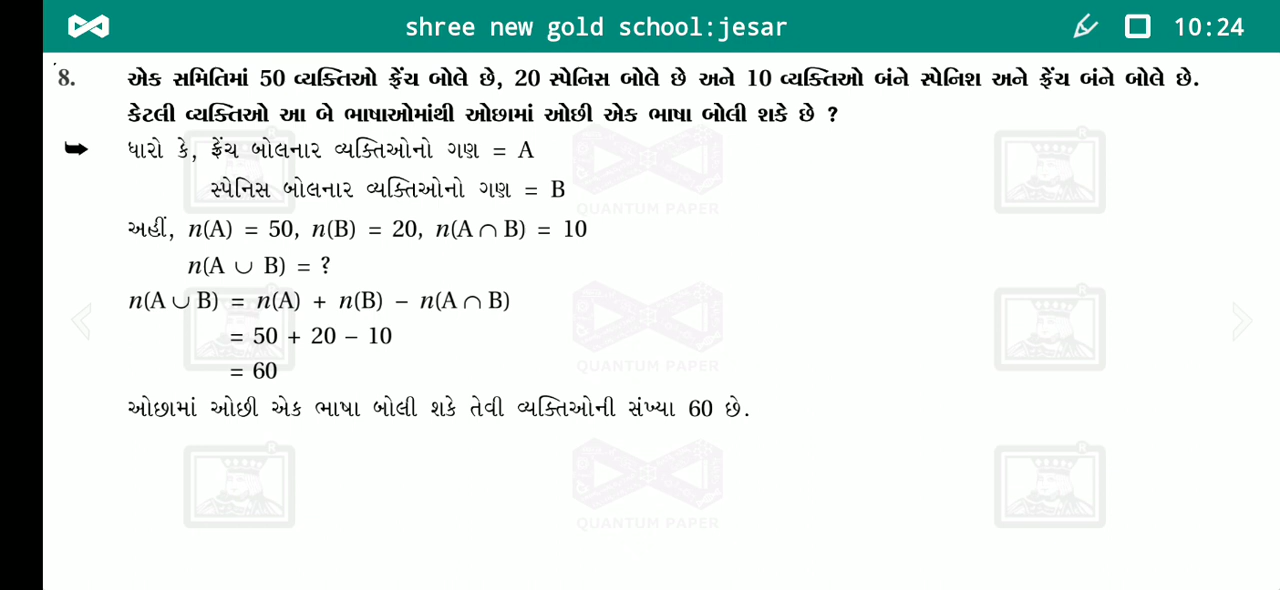 shree new gold school:jesar 10:24
8. એક સમિતિમાં 50 વ્યક્તિઓ ફ્રેંચ બોલે છે, 20 સ્પેનિસ બોલે છે અને 10 વ્યક્તિઓ બંને સ્પેનિશ અને ફ્રેંચ બંને બોલે છે.
કેટલી વ્યક્તિઓ આ બે ભાષાઓમાંથી ઓછામાં ઓછી એક ભાષા બોલી શકે છે ?
➥ ધારો કે, ફ્રેંચ બોલનાર વ્યક્તિઓનો ગણ = A
સ્પેનિસ બોલનાર વ્યક્તિઓનો ગણ = B
અહીં, n(A) = 50, n(B) = 20, n(A ∩ B) = 10
n(A ∪ B) = ?
n(A ∪ B) = n(A) + n(B) − n(A ∩ B)
= 50 + 20 − 10
= 60
ઓછામાં ઓછી એક ભાષા બોલી શકે તેવી વ્યક્તિઓની સંખ્યા 60 છે.
QUANTUM PAPER
QUANTUM PAPER
QUANTUM PAPER